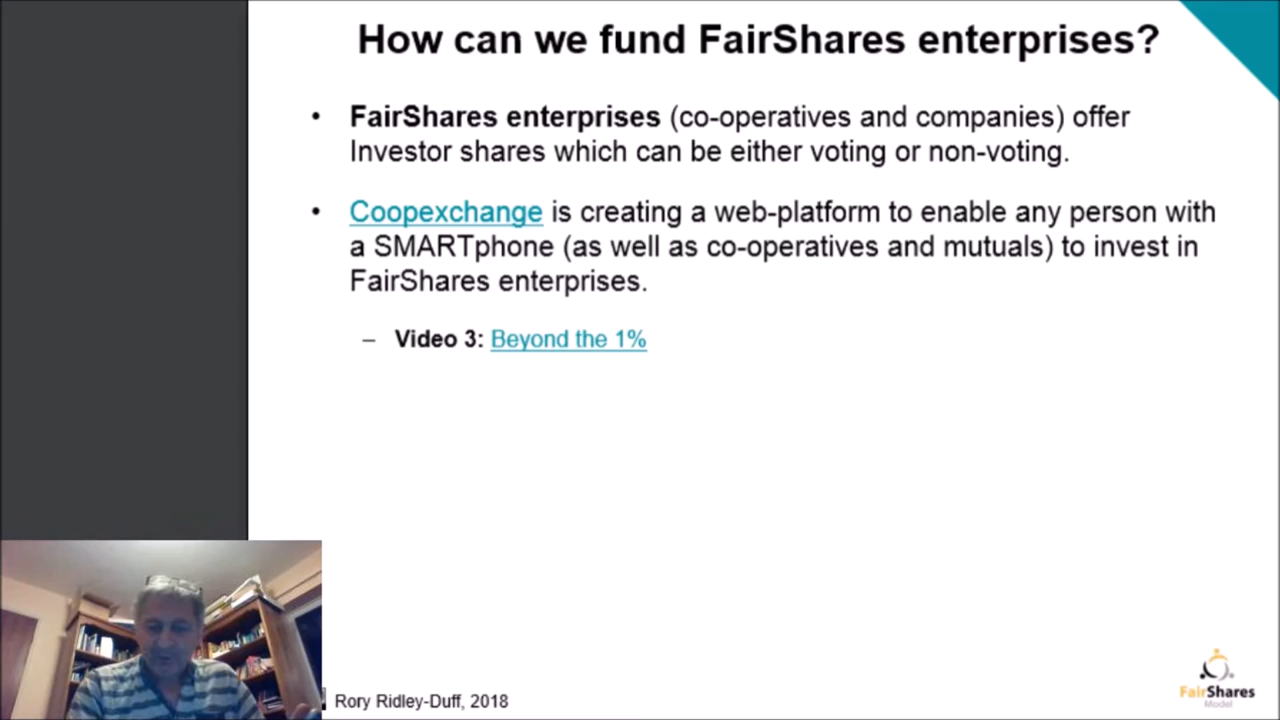 How can we fund FairShares enterprises?
• FairShares enterprises (co-operatives and companies) offer
Investor shares which can be either voting or non-voting.
• Coopexchange is creating a web-platform to enable any person with
a SMARTphone (as well as co-operatives and mutuals) to invest in
FairShares enterprises.
– Video 3: Beyond the 1%
Rory Ridley-Duff, 2018
FairShares
Model